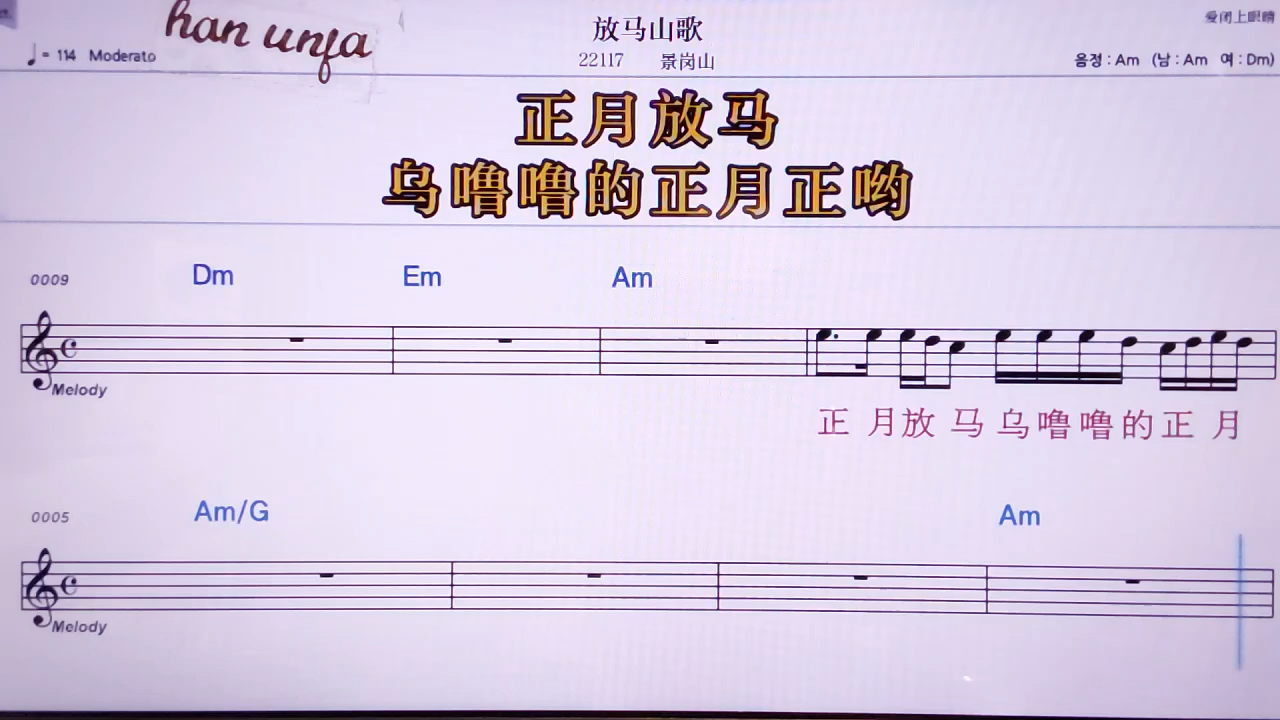 han unja
放马山歌
爱闭上眼睛
♩= 114 Moderato
22117 景岗山
음정 : Am (남 : Am 여 : Dm)
正月放马
乌噜噜的正月正哟
0009 Dm Em Am
Melody
正 月放 马 乌噜噜的正 月
0005 Am/G Am
Melody